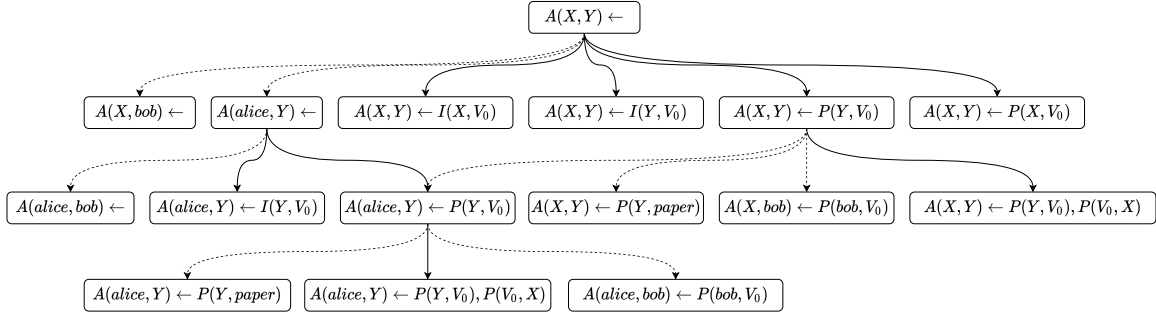 A(X, Y) ←
A(X, bob) ←
A(alice, Y) ←
A(X, Y) ← I(X, V₀)
A(X, Y) ← I(Y, V₀)
A(X, Y) ← P(Y, V₀)
A(X, Y) ← P(X, V₀)
A(alice, bob) ←
A(alice, Y) ← I(Y, V₀)
A(alice, Y) ← P(Y, V₀)
A(X, Y) ← P(Y, paper)
A(X, bob) ← P(bob, V₀)
A(X, Y) ← P(Y, V₀), P(V₀, X)
A(alice, Y) ← P(Y, paper)
A(alice, Y) ← P(Y, V₀), P(V₀, X)
A(alice, bob) ← P(bob, V₀)